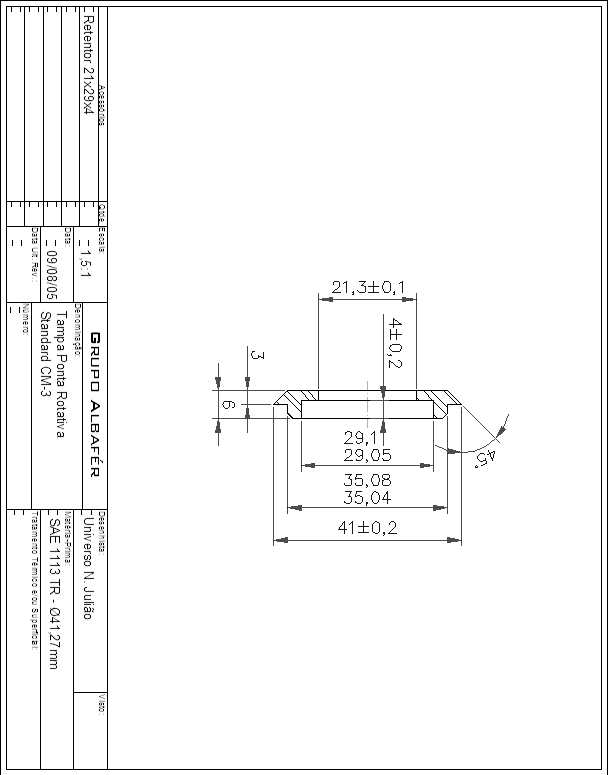 Acessórios
Qtde
Retentor 21x29x4
Escala:
1,5:1
Data:
09/08/05
Data Ult. Rev.:
GRUPO ALBAFÉR
Denominação:
Tampa Ponta Rotativa
Standard CM-3
Número:
Desenhista:
Universo N. Julião
Visto:
Matéria-Prima:
SAE 1113 TR - Ø41,27mm
Tratamento Térmico e/ou Superficial:
21,3±0,1
4±0,2
3
6
29,1
29,05
35,08
35,04
41±0,2
45°